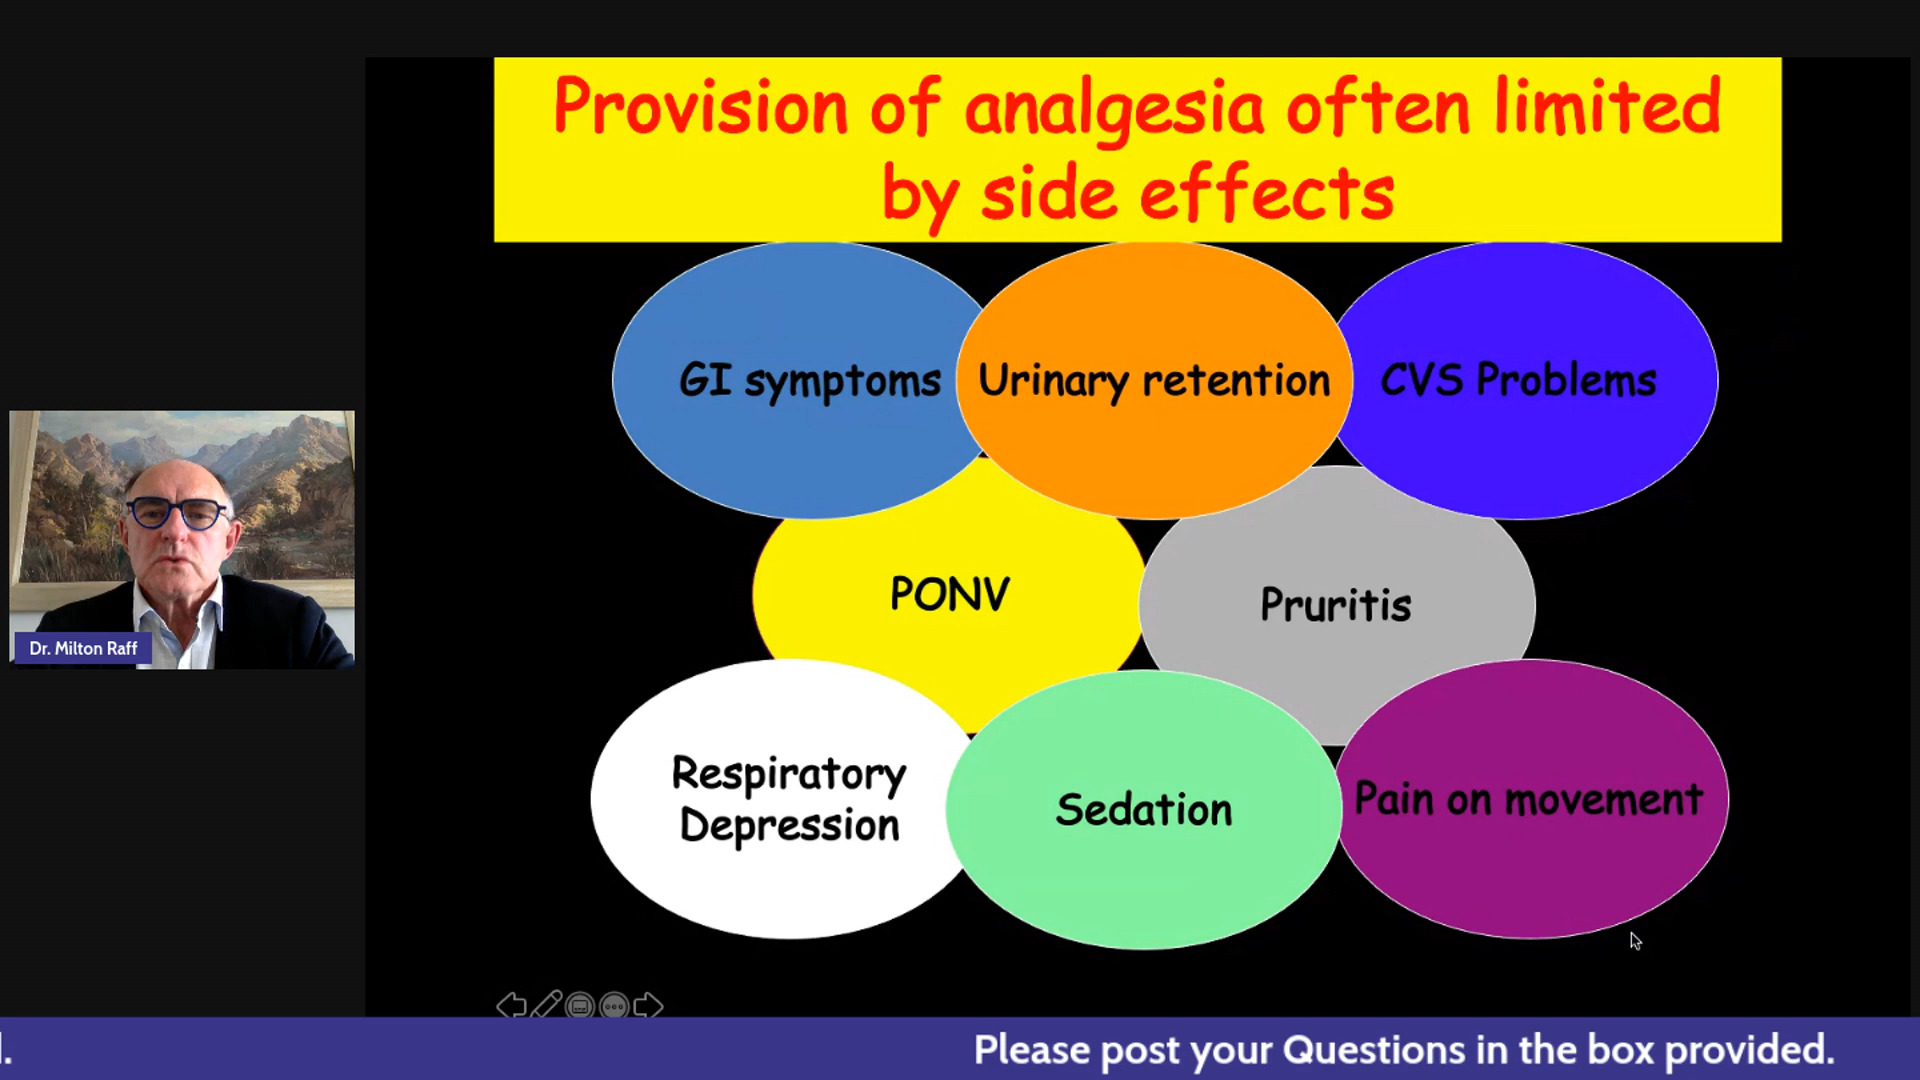 Provision of analgesia often limited
by side effects
GI symptoms
Urinary retention
CVS Problems
PONV
Pruritis
Respiratory
Depression
Sedation
Pain on movement
Dr. Milton Raff
Please post your Questions in the box provided.